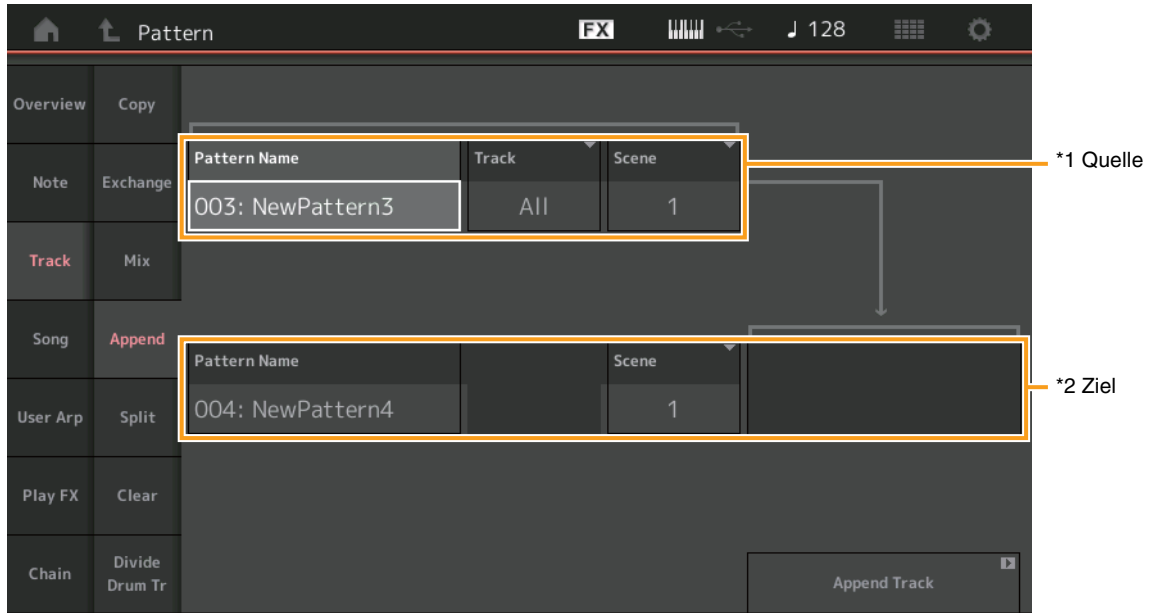 Pattern
FX
128
Overview
Copy
Note
Exchange
Track
Mix
Song
Append
User Arp
Split
Play FX
Clear
Chain
Divide
Drum Tr
Pattern Name
Track
Scene
003: NewPattern3
All
1
*1 Quelle
Pattern Name
Scene
004: NewPattern4
1
*2 Ziel
Append Track